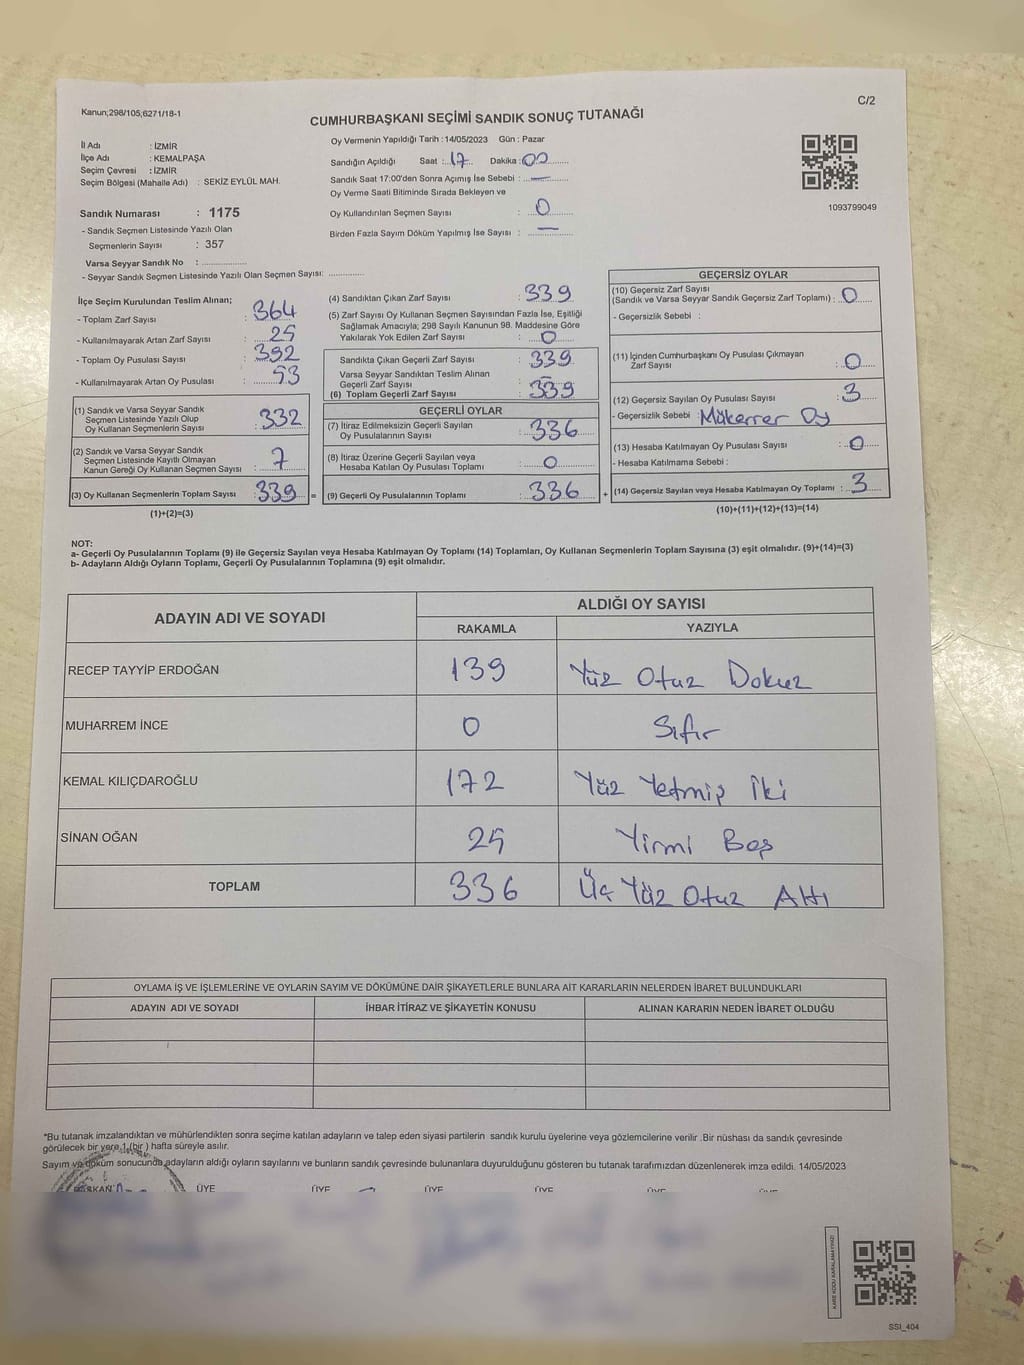 Kanun;298/105;6271/18-1
C/2
CUMHURBAŞKANI SEÇİMİ SANDIK SONUÇ TUTANAĞI
İl Adı : İZMİR
İlçe Adı : KEMALPAŞA
Seçim Çevresi : İZMİR
Seçim Bölgesi (Mahalle Adı) : SEKİZ EYLÜL MAH.
Oy Vermenin Yapıldığı Tarih : 14/05/2023 Gün : Pazar
Sandığın Açıldığı Saat : 17 Dakika : 00
Sandık Saat 17:00'den Sonra Açımış İse Sebebi : —
Oy Verme Saati Bitiminde Sırada Bekleyen ve
Oy Kullandırılan Seçmen Sayısı : 0
Birden Fazla Sayım Döküm Yapılmış İse Sayısı : —
1093799049
Sandık Numarası : 1175
- Sandık Seçmen Listesinde Yazılı Olan
Seçmenlerin Sayısı : 357
Varsa Seyyar Sandık No : ..................
- Seyyar Sandık Seçmen Listesinde Yazılı Olan Seçmen Sayısı: ..............
İlçe Seçim Kurulundan Teslim Alınan;
- Toplam Zarf Sayısı : 364
- Kullanılmayarak Artan Zarf Sayısı : 25
- Toplam Oy Pusulası Sayısı : 392
- Kullanılmayarak Artan Oy Pusulası : 53
(1) Sandık ve Varsa Seyyar Sandık
Seçmen Listesinde Yazılı Olup
Oy Kullanan Seçmenlerin Sayısı : 332
(2) Sandık ve Varsa Seyyar Sandık
Seçmen Listesinde Kayıtlı Olmayan
Kanun Gereği Oy Kullanan Seçmen Sayısı : 7
(3) Oy Kullanan Seçmenlerin Toplam Sayısı : 339 =
(1)+(2)=(3)
(4) Sandıktan Çıkan Zarf Sayısı : 339
(5) Zarf Sayısı Oy Kullanan Seçmen Sayısından Fazla İse, Eşitliği
Sağlamak Amacıyla; 298 Sayılı Kanunun 98. Maddesine Göre
Yakılarak Yok Edilen Zarf Sayısı : 0
Sandıkta Çıkan Geçerli Zarf Sayısı : 339
Varsa Seyyar Sandıktan Teslim Alınan
Geçerli Zarf Sayısı : —
(6) Toplam Geçerli Zarf Sayısı : 339
GEÇERLİ OYLAR
(7) İtiraz Edilmeksizin Geçerli Sayılan
Oy Pusulalarının Sayısı : 336
(8) İtiraz Üzerine Geçerli Sayılan veya
Hesaba Katılan Oy Pusulası Toplamı : 0
(9) Geçerli Oy Pusulalarının Toplamı : 336 +
GEÇERSİZ OYLAR
(10) Geçersiz Zarf Sayısı
(Sandık ve Varsa Seyyar Sandık Geçersiz Zarf Toplamı) : 0
- Geçersizlik Sebebi :
(11) İçinden Cumhurbaşkanı Oy Pusulası Çıkmayan
Zarf Sayısı : 0
(12) Geçersiz Sayılan Oy Pusulası Sayısı : 3
- Geçersizlik Sebebi : Mükerrer Oy
(13) Hesaba Katılmayan Oy Pusulası Sayısı : 0
- Hesaba Katılmama Sebebi :
(14) Geçersiz Sayılan veya Hesaba Katılmayan Oy Toplamı : 3
(10)+(11)+(12)+(13)=(14)
NOT:
a- Geçerli Oy Pusulalarının Toplamı (9) ile Geçersiz Sayılan veya Hesaba Katılmayan Oy Toplamı (14) Toplamları, Oy Kullanan Seçmenlerin Toplam Sayısına (3) eşit olmalıdır. (9)+(14)=(3)
b- Adayların Aldığı Oyların Toplamı, Geçerli Oy Pusulalarının Toplamına (9) eşit olmalıdır.
ADAYIN ADI VE SOYADI ALDIĞI OY SAYISI
RAKAMLA YAZIYLA
RECEP TAYYİP ERDOĞAN 139 Yüz Otuz Dokuz
MUHARREM İNCE 0 Sıfır
KEMAL KILIÇDAROĞLU 172 Yüz Yetmiş İki
SİNAN OĞAN 25 Yirmi Beş
TOPLAM 336 Üç Yüz Otuz Altı
OYLAMA İŞ VE İŞLEMLERİNE VE OYLARIN SAYIM VE DÖKÜMÜNE DAİR ŞİKAYETLERLE BUNLARA AİT KARARLARIN NELERDEN İBARET BULUNDUKLARI
ADAYIN ADI VE SOYADI İHBAR İTİRAZ VE ŞİKAYETİN KONUSU ALINAN KARARIN NEDEN İBARET OLDUĞU
*Bu tutanak imzalandıktan ve mühürlendikten sonra seçime katılan adayların ve talep eden siyasi partilerin sandık kurulu üyelerine veya gözlemcilerine verilir .Bir nüshası da sandık çevresinde
görülecek bir yere 1 (bir ) hafta süreyle asılır.
Sayım ve döküm sonucunda adayların aldığı oyların sayılarını ve bunların sandık çevresinde bulunanlara duyurulduğunu gösteren bu tutanak tarafımızdan düzenlenerek imza edildi. 14/05/2023
BAŞKAN ÜYE ÜYE ÜYE ÜYE ÜYE ÜYE
KARE KODU KARALAMAYINIZ!
SSI_404